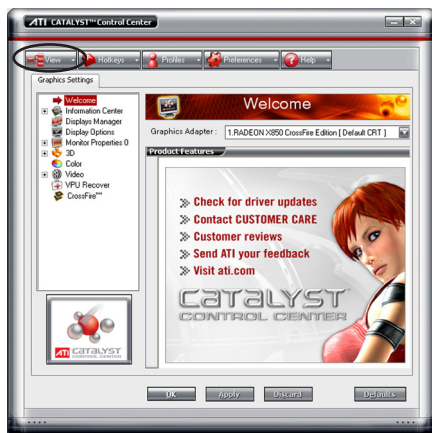 ATI CATALYST™ Control Center
View
Hotkeys
Profiles
Preferences
Help
Graphics Settings
Welcome
Information Center
Displays Manager
Display Options
Monitor Properties 0
3D
Color
Video
VPU Recover
CrossFire™
Welcome
Graphics Adapter : 1.RADEON X850 CrossFire Edition [ Default CRT ]
Product Features
Check for driver updates
Contact CUSTOMER CARE
Customer reviews
Send ATI your feedback
Visit ati.com
CATALYST
CONTROL CENTER
ATI CATALYST
CONTROL CENTER
OK Apply Discard Defaults